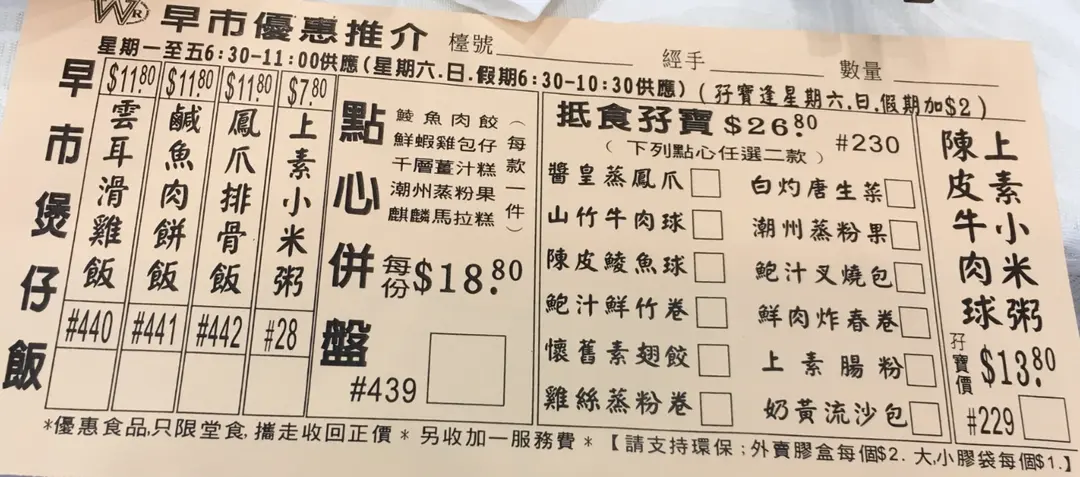 WR 早市優惠推介 檯號 經手 數量
星期一至五6:30-11:00供應(星期六.日.假期6:30-10:30供應) (孖寶逢星期六.日.假期加$2)
早市煲仔飯
$11.80
雲耳滑雞飯
#440
$11.80
鹹魚肉餅飯
#441
$11.80
鳳爪排骨飯
#442
$7.80
上素小米粥
#28
點心併盤
(每款一件)
鯪魚肉餃
鮮蝦雞包仔
千層薑汁糕
潮州蒸粉果
麒麟馬拉糕
每份$18.80
#439
抵食孖寶 $26.80 #230
(下列點心任選二款)
醬皇蒸鳳爪 白灼唐生菜
山竹牛肉球 潮州蒸粉果
陳皮鯪魚球 鮑汁叉燒包
鮑汁鮮竹卷 鮮肉炸春卷
懷舊素翅餃 上素腸粉
雞絲蒸粉卷 奶黃流沙包
上素小米粥
陳皮牛肉球
孖寶價 $13.80
#229
*優惠食品,只限堂食,攜走收回正價 * 另收加一服務費 * 【請支持環保;外賣膠盒每個$2. 大,小膠袋每個$1.】